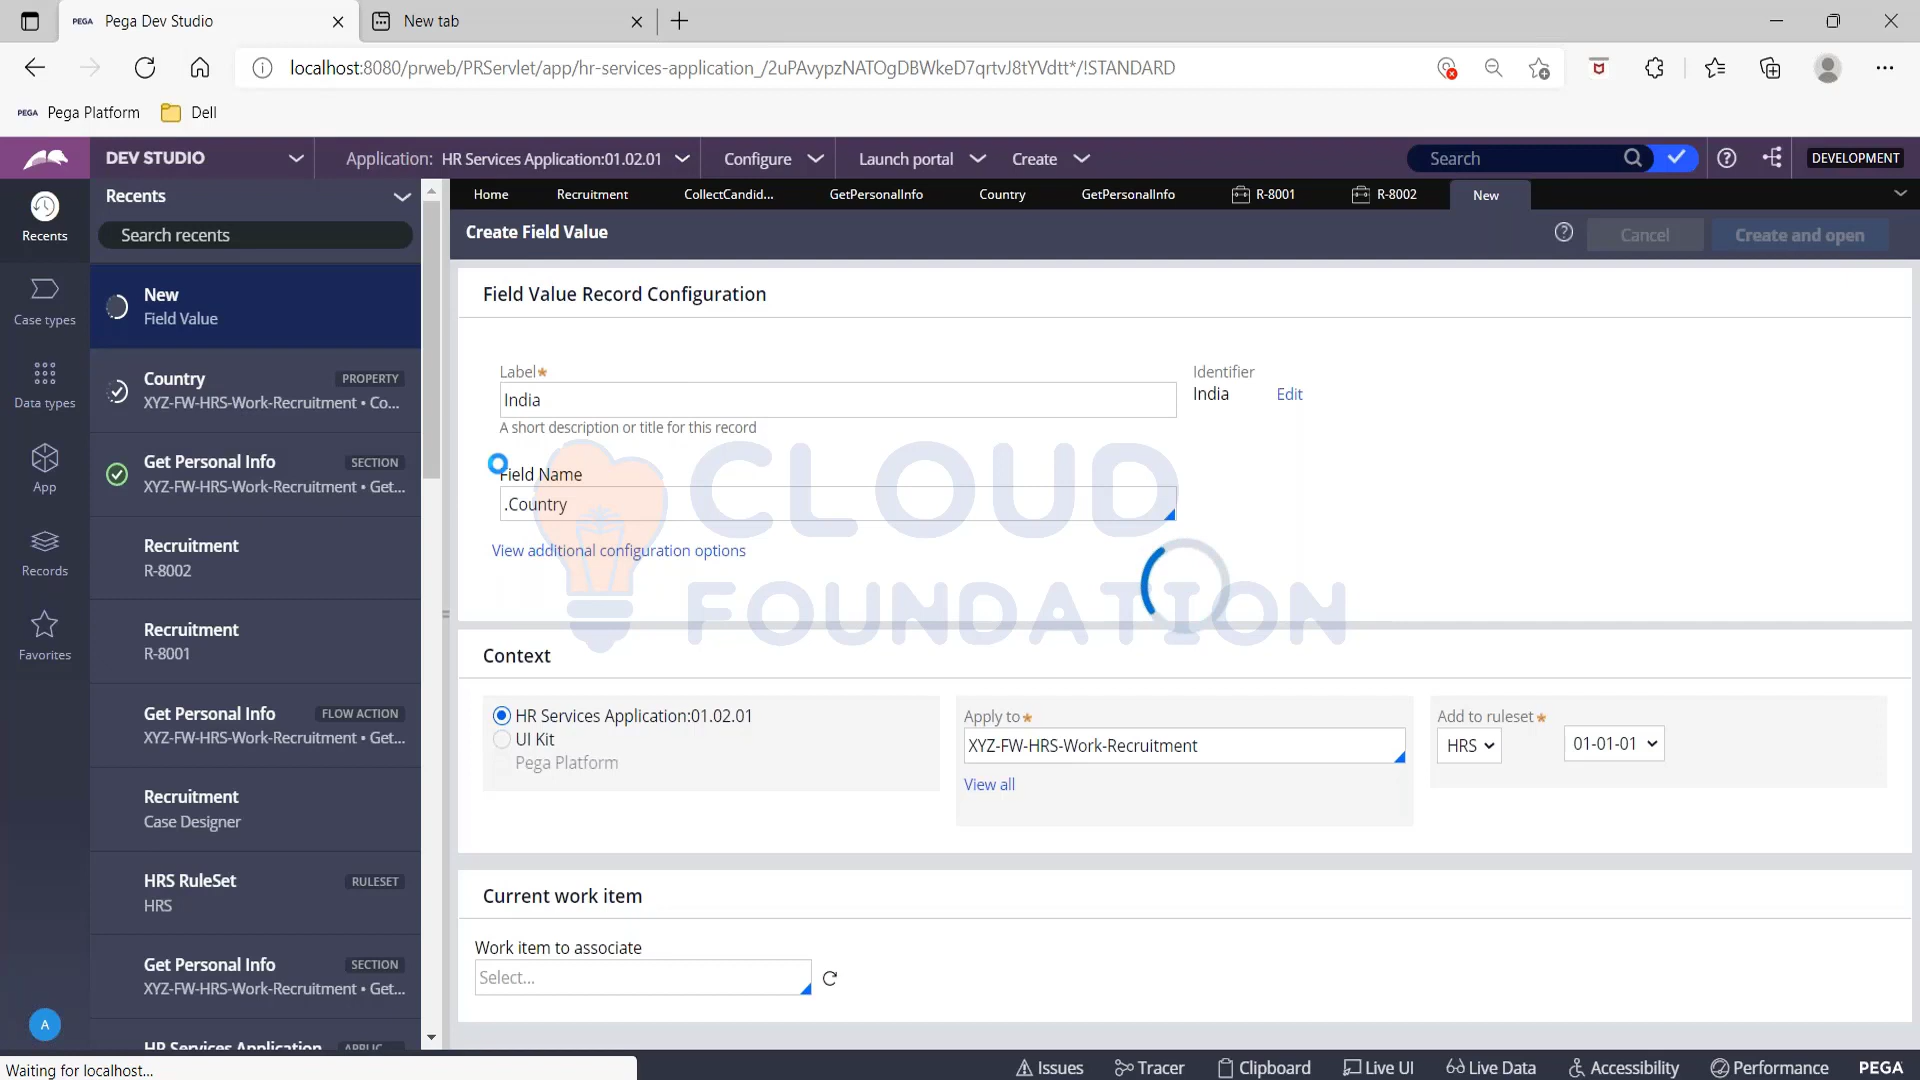 PEGA Pega Dev Studio
New tab
localhost:8080/prweb/PRServlet/app/hr-services-application_/2uPAvypzNATOgDBWkeD7qrtvJ8tYVdtt*/!STANDARD
PEGA Pega Platform
Dell
DEV STUDIO
Application: HR Services Application:01.02.01
Configure
Launch portal
Create
Search
DEVELOPMENT
Recents
Case types
Data types
App
Records
Favorites
A
Recents
Search recents
New
Field Value
Country PROPERTY
XYZ-FW-HRS-Work-Recruitment • Co...
Get Personal Info SECTION
XYZ-FW-HRS-Work-Recruitment • Get...
Recruitment
R-8002
Recruitment
R-8001
Get Personal Info FLOW ACTION
XYZ-FW-HRS-Work-Recruitment • Get...
Recruitment
Case Designer
HRS RuleSet RULESET
HRS
Get Personal Info SECTION
XYZ-FW-HRS-Work-Recruitment • Get...
HR Services Application APPLIC...
Home Recruitment CollectCandid... GetPersonalInfo Country GetPersonalInfo R-8001 R-8002 New
Create Field Value
Cancel
Create and open
Field Value Record Configuration
Label*
India
A short description or title for this record
Identifier
India Edit
Field Name
.Country
View additional configuration options
CLOUD
FOUNDATION
Context
HR Services Application:01.02.01
UI Kit
Pega Platform
Apply to*
XYZ-FW-HRS-Work-Recruitment
View all
Add to ruleset*
HRS 01-01-01
Current work item
Work item to associate
Select...
Waiting for localhost...
Issues Tracer Clipboard Live UI Live Data Accessibility Performance PEGA